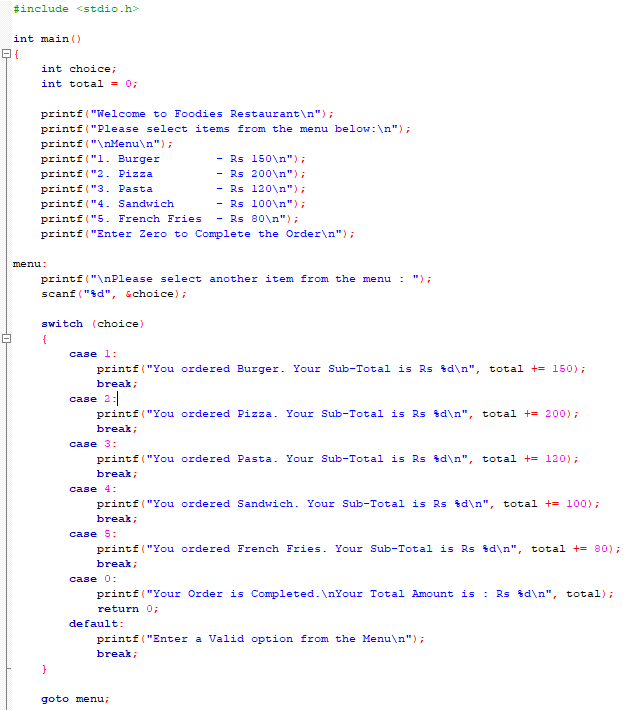 #include <stdio.h>
int main()
{
int choice;
int total = 0;
printf("Welcome to Foodies Restaurant\n");
printf("Please select items from the menu below:\n");
printf("\nMenu\n");
printf("1. Burger        - Rs 150\n");
printf("2. Pizza         - Rs 200\n");
printf("3. Pasta         - Rs 120\n");
printf("4. Sandwich      - Rs 100\n");
printf("5. French Fries  - Rs 80\n");
printf("Enter Zero to Complete the Order\n");
menu:
printf("\nPlease select another item from the menu : ");
scanf("%d", &choice);
switch (choice)
{
case 1:
printf("You ordered Burger. Your Sub-Total is Rs %d\n", total += 150);
break;
case 2:
printf("You ordered Pizza. Your Sub-Total is Rs %d\n", total += 200);
break;
case 3:
printf("You ordered Pasta. Your Sub-Total is Rs %d\n", total += 120);
break;
case 4:
printf("You ordered Sandwich. Your Sub-Total is Rs %d\n", total += 100);
break;
case 5:
printf("You ordered French Fries. Your Sub-Total is Rs %d\n", total += 80);
break;
case 0:
printf("Your Order is Completed.\nYour Total Amount is : Rs %d\n", total);
return 0;
default:
printf("Enter a Valid option from the Menu\n");
break;
}
goto menu;